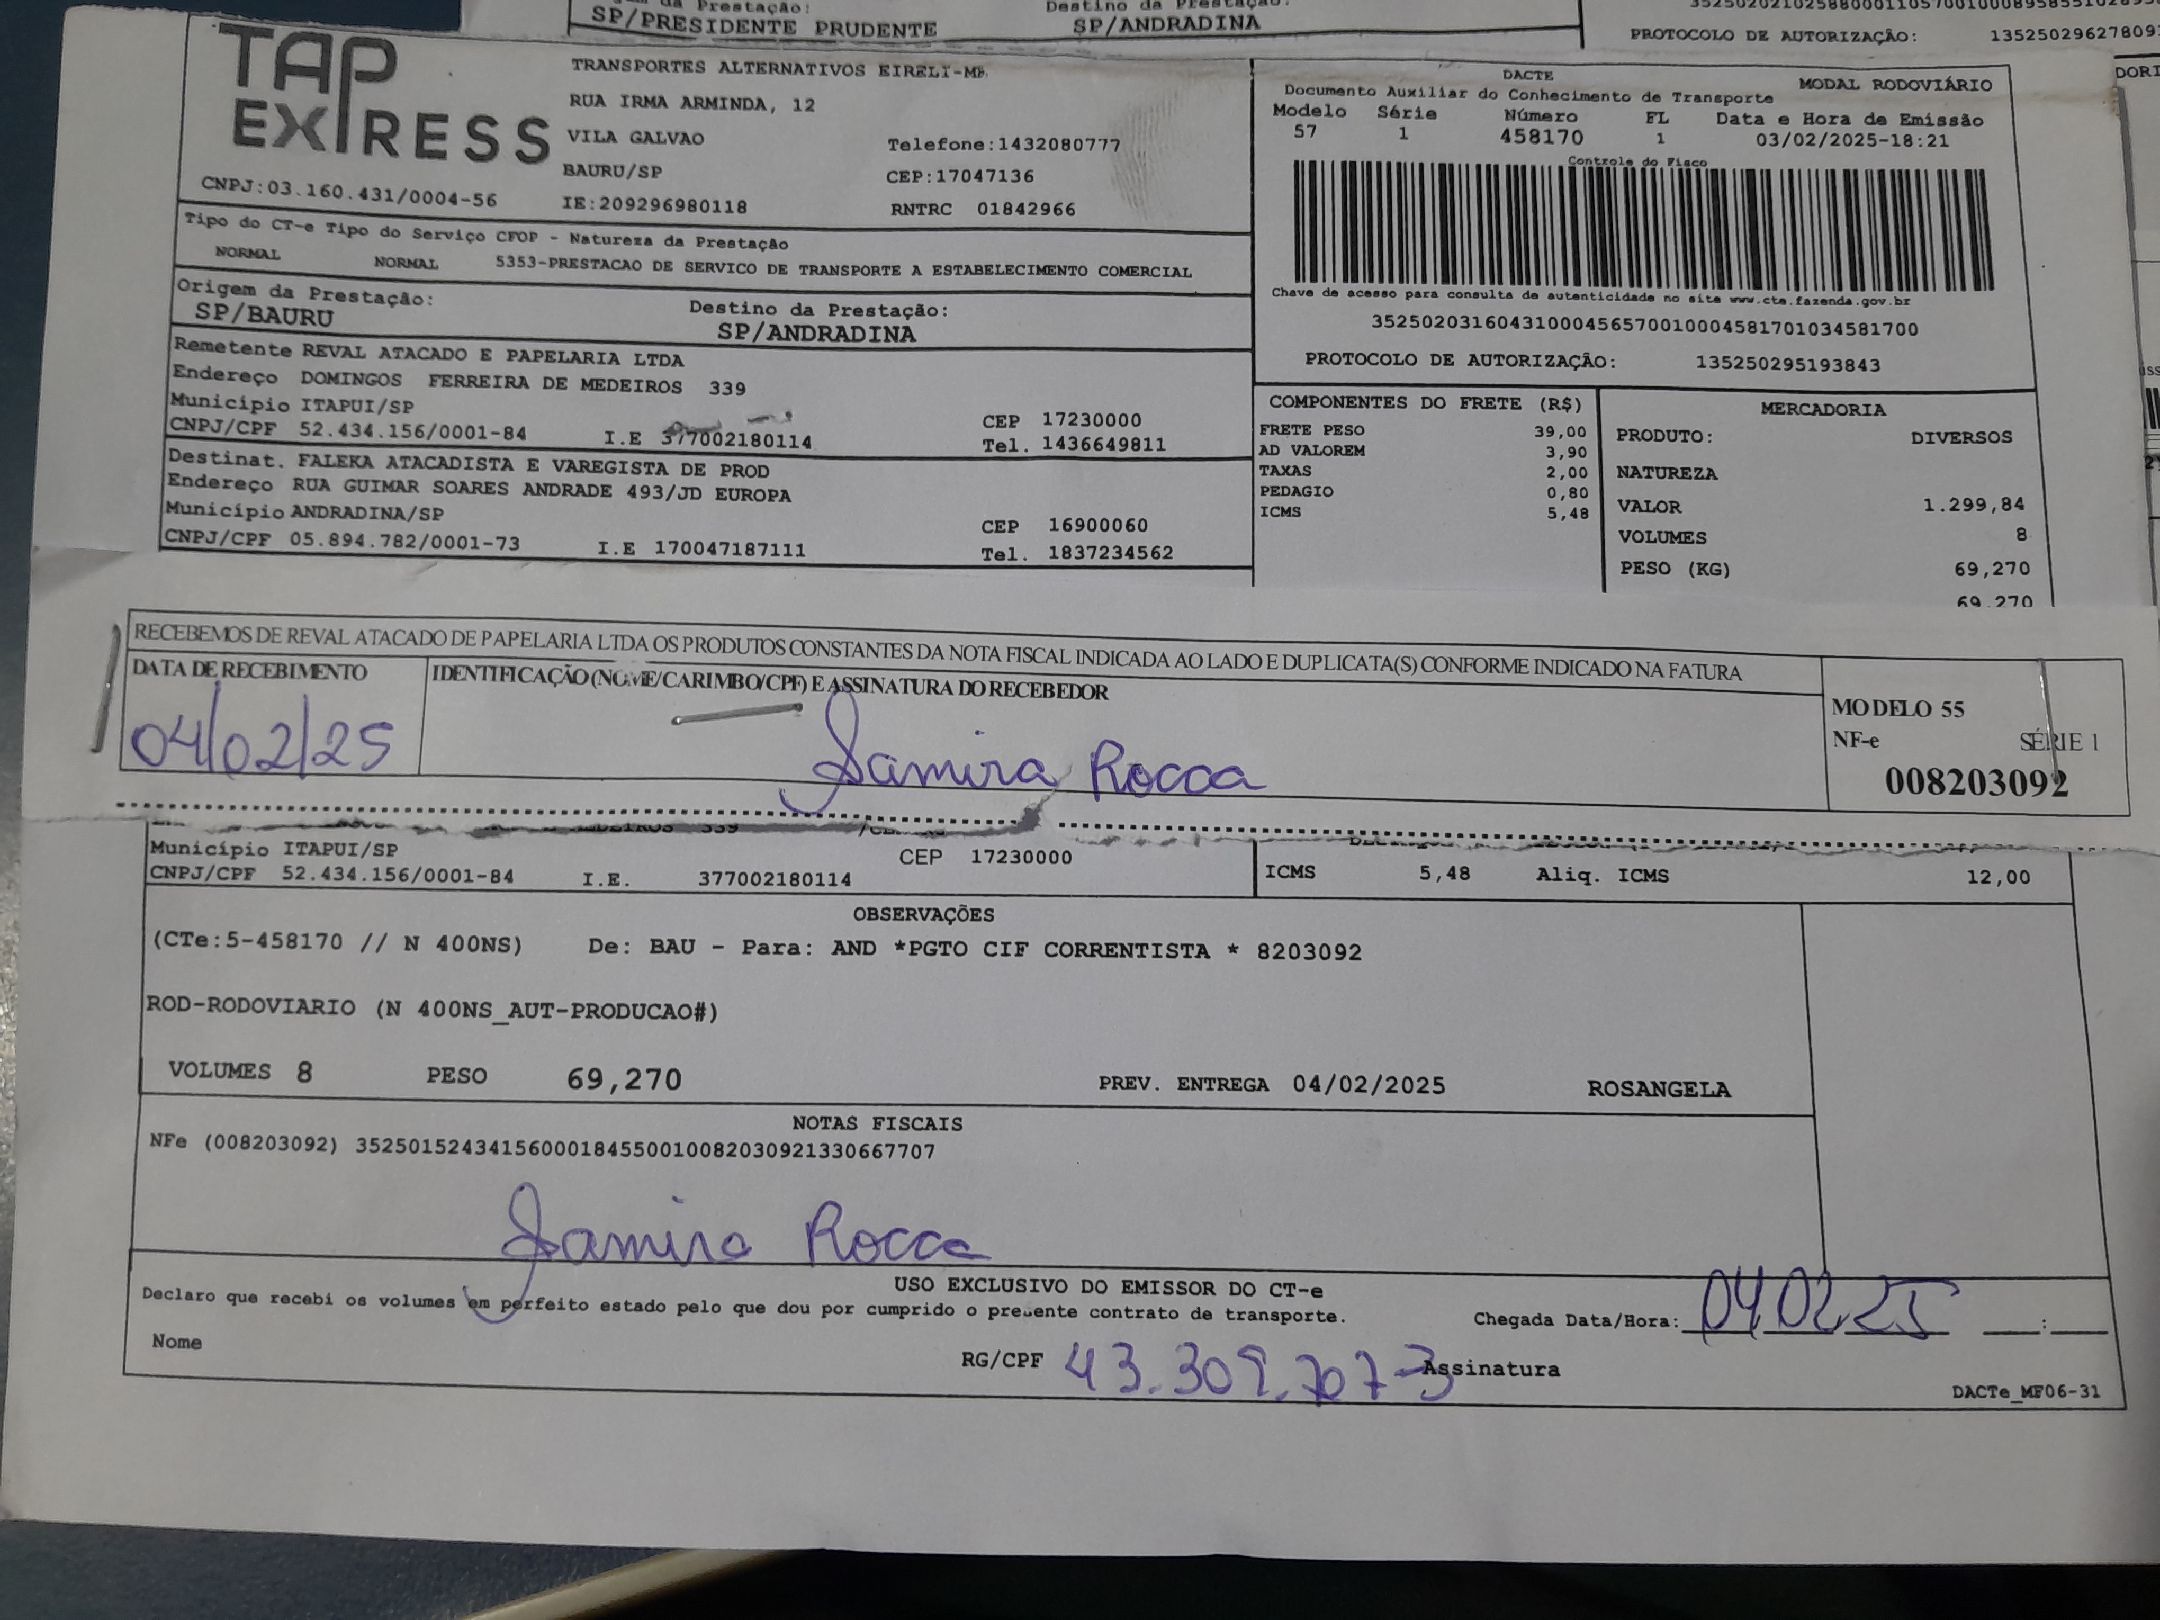 SP/PRESIDENTE PRUDENTE
Destino da Prestação:
SP/ANDRADINA
PROTOCOLO DE AUTORIZAÇÃO:
TAP EXPRESS
TRANSPORTES ALTERNATIVOS EIRELI-ME
RUA IRMA ARMINDA, 12
VILA GALVAO
Telefone:1432080777
BAURU/SP
CEP:17047136
CNPJ:03.160.431/0004-56
IE:209296980118
RNTRC 01842966
DACTE
MODAL RODOVIÁRIO
Documento Auxiliar do Conhecimento de Transporte
Modelo Série Número FL Data e Hora de Emissão
57 1 458170 1 03/02/2025-18:21
Controle do Fisco
Chave de acesso para consulta de autenticidade no site www.cte.fazenda.gov.br
35250203160431000456570010004581701034581700
PROTOCOLO DE AUTORIZAÇÃO: 135250295193843
Tipo do CT-e Tipo do Serviço CFOP - Natureza da Prestação
NORMAL NORMAL 5353-PRESTACAO DE SERVICO DE TRANSPORTE A ESTABELECIMENTO COMERCIAL
Origem da Prestação: Destino da Prestação:
SP/BAURU SP/ANDRADINA
Remetente REVAL ATACADO E PAPELARIA LTDA
Endereço DOMINGOS FERREIRA DE MEDEIROS 339
Município ITAPUI/SP CEP 17230000
CNPJ/CPF 52.434.156/0001-84 I.E 377002180114 Tel. 1436649811
Destinat. FALEKA ATACADISTA E VAREGISTA DE PROD
Endereço RUA GUIMAR SOARES ANDRADE 493/JD EUROPA
Município ANDRADINA/SP CEP 16900060
CNPJ/CPF 05.894.782/0001-73 I.E 170047187111 Tel. 1837234562
COMPONENTES DO FRETE (R$)
FRETE PESO 39,00
AD VALOREM 3,90
TAXAS 2,00
PEDAGIO 0,80
ICMS 5,48
MERCADORIA
PRODUTO: DIVERSOS
NATUREZA
VALOR 1.299,84
VOLUMES 8
PESO (KG) 69,270
69,270
RECEBEMOS DE REVAL ATACADO DE PAPELARIA LTDA OS PRODUTOS CONSTANTES DA NOTA FISCAL INDICADA AO LADO E DUPLICATA(S) CONFORME INDICADO NA FATURA
DATA DE RECEBIMENTO
04/02/25
IDENTIFICAÇÃO (NOME/CARIMBO/CPF) E ASSINATURA DO RECEBEDOR
Samira Rocca
MODELO 55
NF-e SÉRIE 1
008203092
Município ITAPUI/SP CEP 17230000
CNPJ/CPF 52.434.156/0001-84 I.E. 377002180114
ICMS 5,48 Aliq. ICMS 12,00
OBSERVAÇÕES
(CTe:5-458170 // N 400NS) De: BAU - Para: AND *PGTO CIF CORRENTISTA * 8203092
ROD-RODOVIARIO (N 400NS_AUT-PRODUCAO#)
VOLUMES 8 PESO 69,270 PREV. ENTREGA 04/02/2025 ROSANGELA
NOTAS FISCAIS
NFe (008203092) 35250152434156000184550010082030921330667707
Samira Rocca
USO EXCLUSIVO DO EMISSOR DO CT-e
Declaro que recebi os volumes em perfeito estado pelo que dou por cumprido o presente contrato de transporte.
Chegada Data/Hora: 04 02 25 :
Nome RG/CPF 43.309.707-3 Assinatura
DACTe_MF06-31